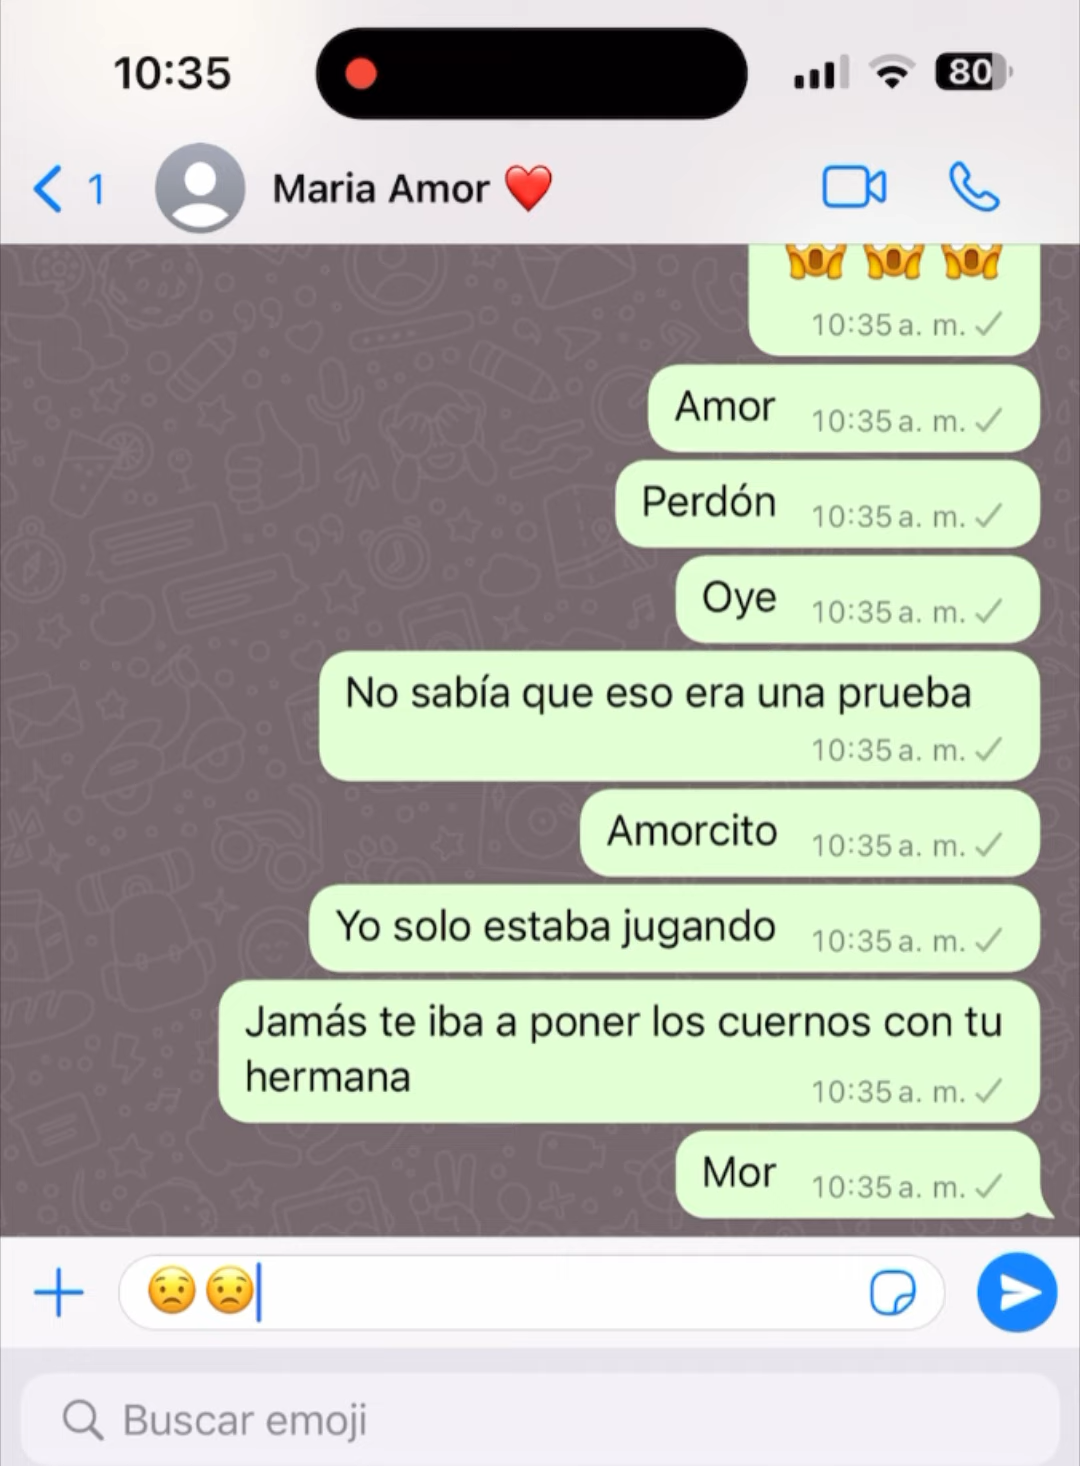 10:35
80
1
Maria Amor ❤️
😱😱😱
10:35 a. m.
Amor 10:35 a. m.
Perdón 10:35 a. m.
Oye 10:35 a. m.
No sabía que eso era una prueba
10:35 a. m.
Amorcito 10:35 a. m.
Yo solo estaba jugando 10:35 a. m.
Jamás te iba a poner los cuernos con tu
hermana 10:35 a. m.
Mor 10:35 a. m.
😟😟
Buscar emoji